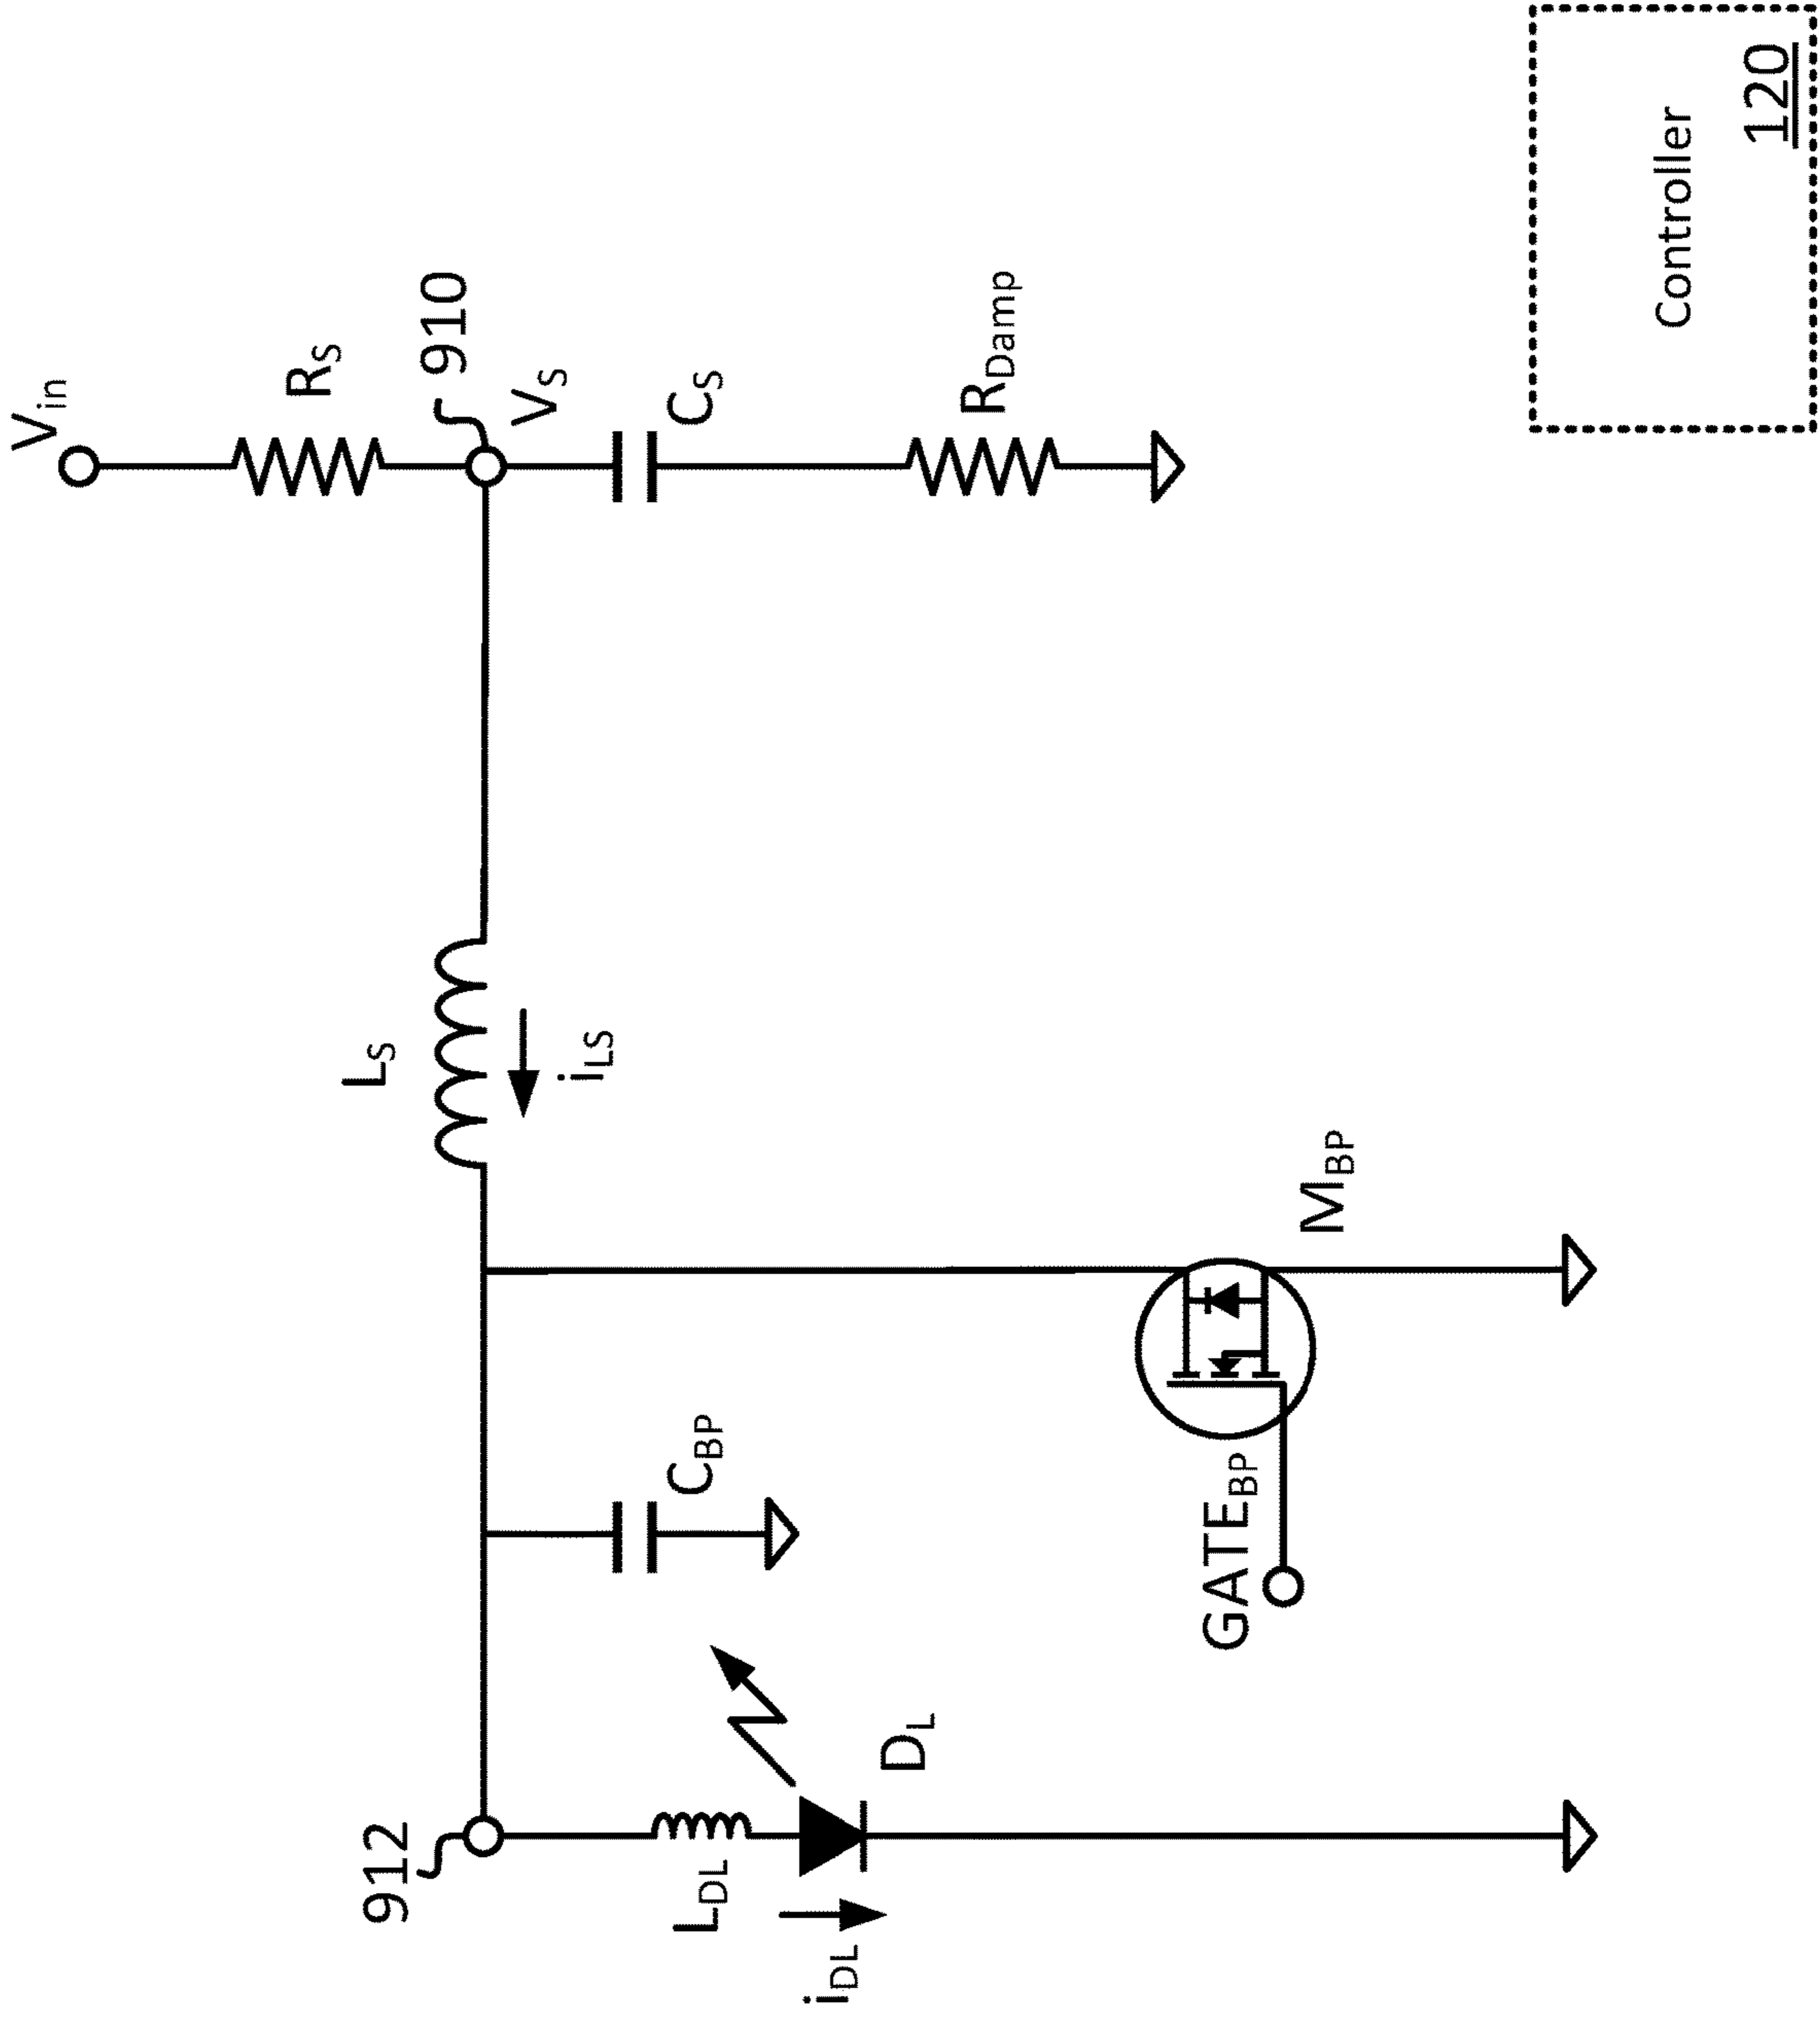 Vin
RS
910
VS
CS
RDamp
LS
iLS
MBP
GATEBP
CBP
DL
912
LDL
iDL
Controller
120